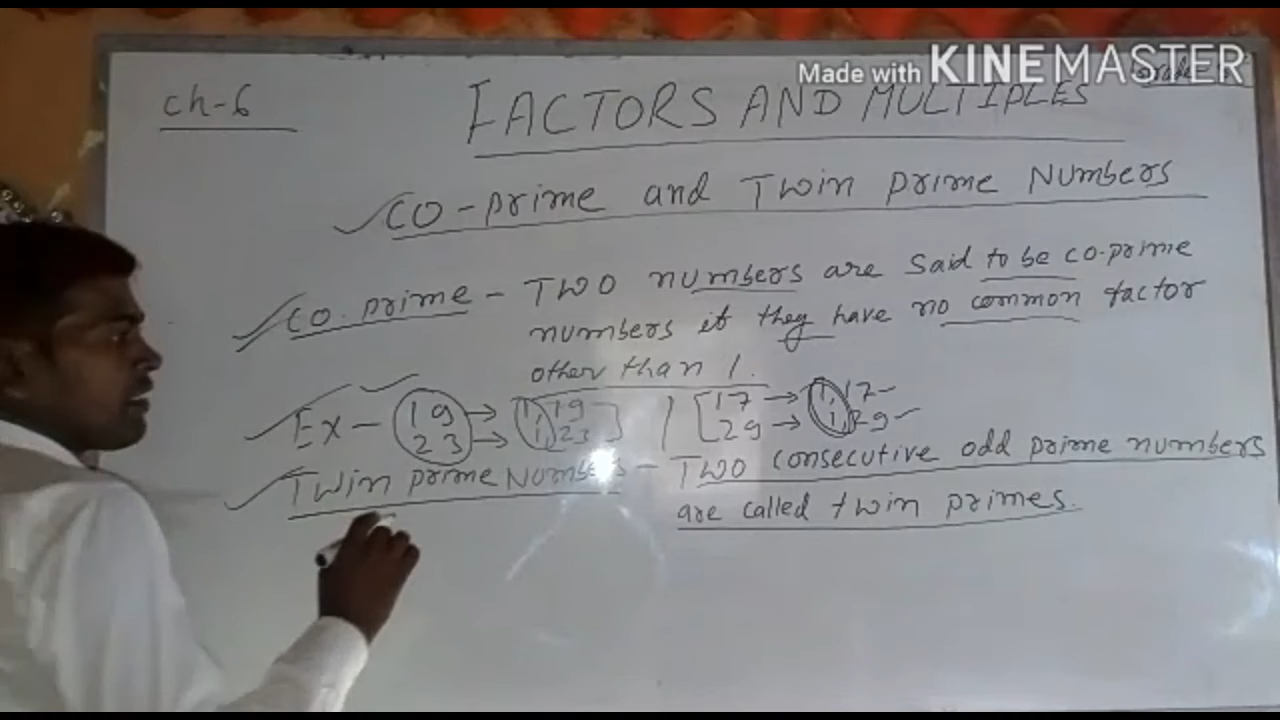 Made with KINEMASTER
Ch-6
FACTORS AND MULTIPLES
CO-prime and Twin prime Numbers
CO. prime - Two numbers are said to be co-prime
numbers if they have no common factor
other than 1.
Ex- 19 → 1, 19 | 17 → 1, 17
23 → 1, 23 29 → 1, 29
Twin prime Numbers - Two consecutive odd prime numbers
are called twin primes.